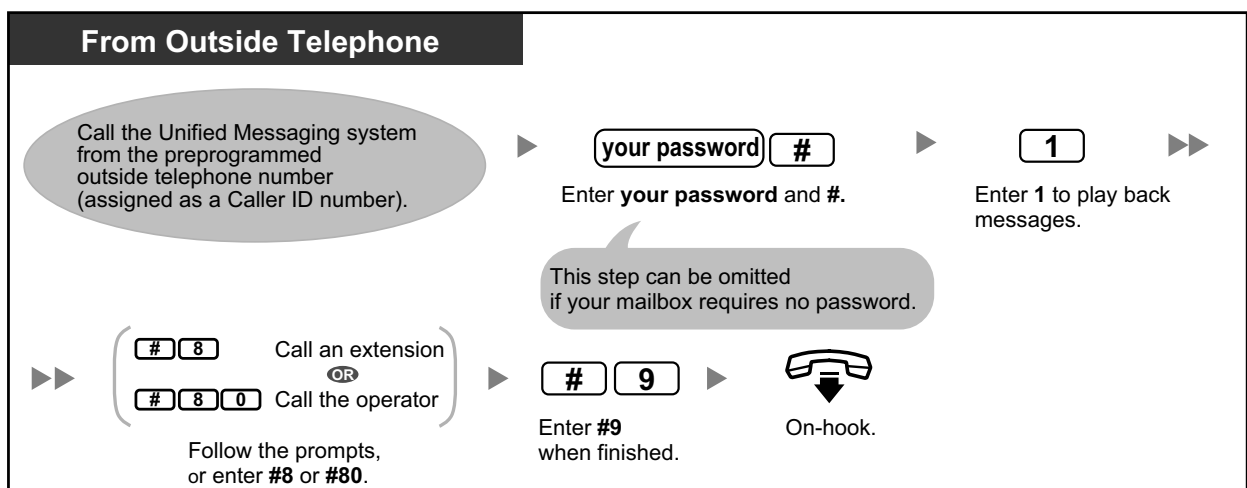 From Outside Telephone
Call the Unified Messaging system
from the preprogrammed
outside telephone number
(assigned as a Caller ID number).
your password #
Enter your password and #.
This step can be omitted
if your mailbox requires no password.
1
Enter 1 to play back
messages.
# 8 Call an extension
OR
# 8 0 Call the operator
Follow the prompts,
or enter #8 or #80.
# 9
Enter #9
when finished.
On-hook.